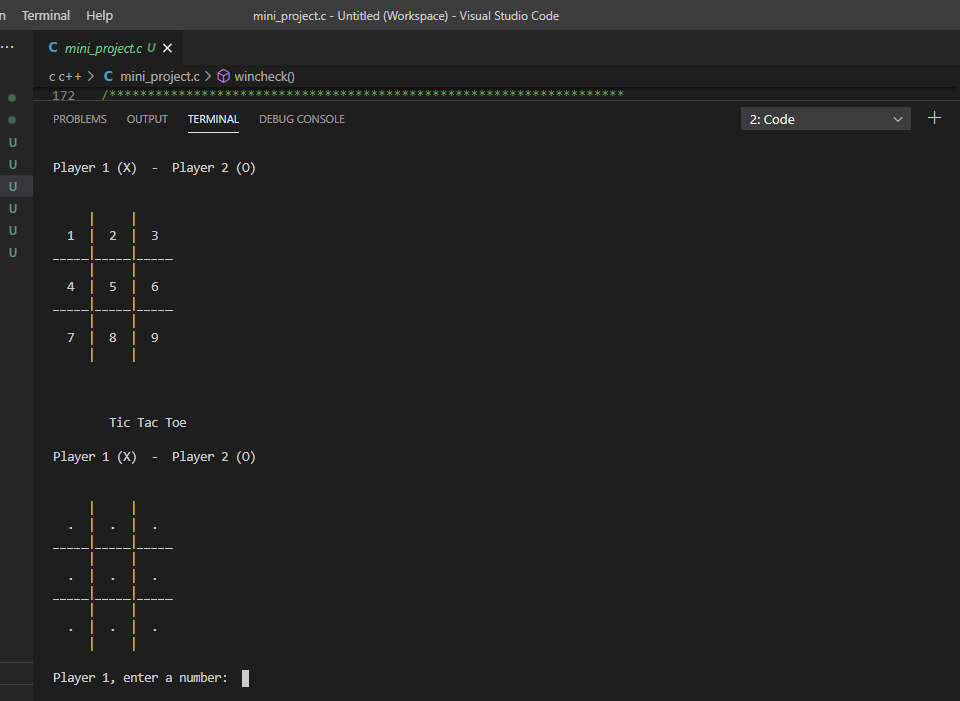 n Terminal Help mini_project.c - Untitled (Workspace) - Visual Studio Code
... C mini_project.c U ×
c c++ > C mini_project.c > wincheck()
172 /*******************************************************************
PROBLEMS OUTPUT TERMINAL DEBUG CONSOLE 2: Code +
U
U
U
U
U
U
Player 1 (X)  -  Player 2 (O)
     |     |
  1  |  2  |  3
_____|_____|_____
     |     |
  4  |  5  |  6
_____|_____|_____
     |     |
  7  |  8  |  9
     |     |
Tic Tac Toe
Player 1 (X)  -  Player 2 (O)
     |     |
  .  |  .  |  .
_____|_____|_____
     |     |
  .  |  .  |  .
_____|_____|_____
     |     |
  .  |  .  |  .
     |     |
Player 1, enter a number: